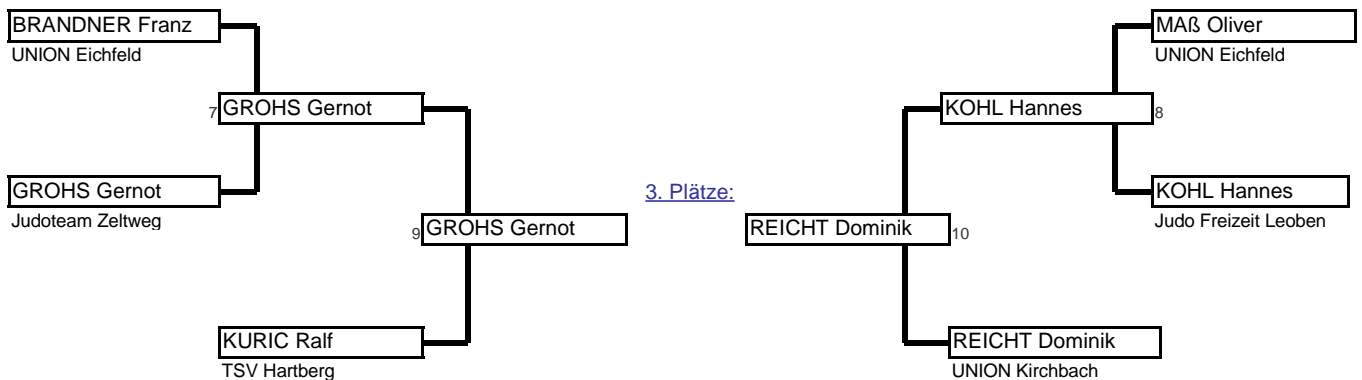 BRANDNER Franz
UNION Eichfeld
7 GROHS Gernot
GROHS Gernot
Judoteam Zeltweg
9 GROHS Gernot
KURIC Ralf
TSV Hartberg
3. Plätze:
MAß Oliver
UNION Eichfeld
KOHL Hannes 8
KOHL Hannes
Judo Freizeit Leoben
REICHT Dominik 10
REICHT Dominik
UNION Kirchbach